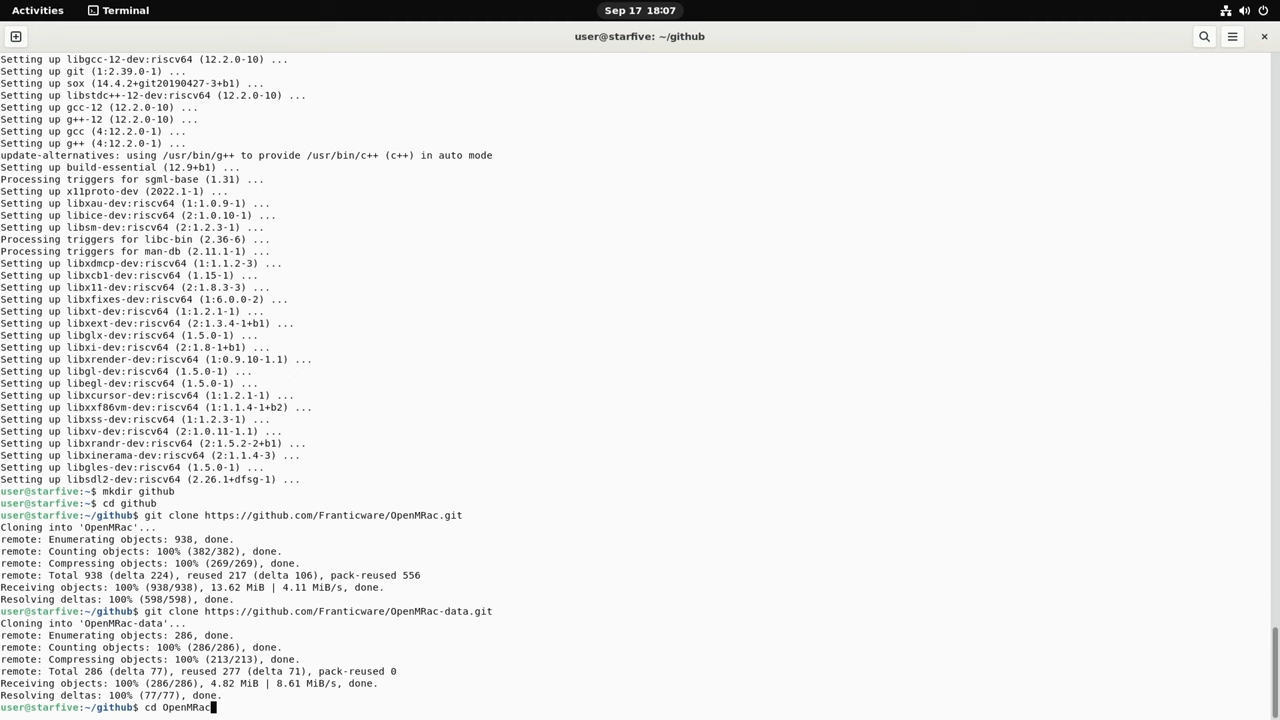 Activities
Terminal
Sep 17 18:07
user@starfive: ~/github
Setting up libgcc-12-dev:riscv64 (12.2.0-10) ...
Setting up git (1:2.39.0-1) ...
Setting up sox (14.4.2+git20190427-3+b1) ...
Setting up libstdc++-12-dev:riscv64 (12.2.0-10) ...
Setting up gcc-12 (12.2.0-10) ...
Setting up g++-12 (12.2.0-10) ...
Setting up gcc (4:12.2.0-1) ...
Setting up g++ (4:12.2.0-1) ...
update-alternatives: using /usr/bin/g++ to provide /usr/bin/c++ (c++) in auto mode
Setting up build-essential (12.9+b1) ...
Processing triggers for sgml-base (1.31) ...
Setting up x11proto-dev (2022.1-1) ...
Setting up libxau-dev:riscv64 (1:1.0.9-1) ...
Setting up libice-dev:riscv64 (2:1.0.10-1) ...
Setting up libsm-dev:riscv64 (2:1.2.3-1) ...
Processing triggers for libc-bin (2.36-6) ...
Processing triggers for man-db (2.11.1-1) ...
Setting up libxdmcp-dev:riscv64 (1:1.1.2-3) ...
Setting up libxcb1-dev:riscv64 (1.15-1) ...
Setting up libx11-dev:riscv64 (2:1.8.3-3) ...
Setting up libxfixes-dev:riscv64 (1:6.0.0-2) ...
Setting up libxt-dev:riscv64 (1:1.2.1-1) ...
Setting up libxext-dev:riscv64 (2:1.3.4-1+b1) ...
Setting up libglx-dev:riscv64 (1.5.0-1) ...
Setting up libxi-dev:riscv64 (2:1.8-1+b1) ...
Setting up libxrender-dev:riscv64 (1:0.9.10-1.1) ...
Setting up libgl-dev:riscv64 (1.5.0-1) ...
Setting up libegl-dev:riscv64 (1.5.0-1) ...
Setting up libxcursor-dev:riscv64 (1:1.2.1-1) ...
Setting up libxxf86vm-dev:riscv64 (1:1.1.4-1+b2) ...
Setting up libxss-dev:riscv64 (1:1.2.3-1) ...
Setting up libxv-dev:riscv64 (2:1.0.11-1.1) ...
Setting up libxrandr-dev:riscv64 (2:1.5.2-2+b1) ...
Setting up libxinerama-dev:riscv64 (2:1.1.4-3) ...
Setting up libgles-dev:riscv64 (1.5.0-1) ...
Setting up libsdl2-dev:riscv64 (2.26.1+dfsg-1) ...
user@starfive:~$ mkdir github
user@starfive:~$ cd github
user@starfive:~/github$ git clone https://github.com/Franticware/OpenMRac.git
Cloning into 'OpenMRac'...
remote: Enumerating objects: 938, done.
remote: Counting objects: 100% (382/382), done.
remote: Compressing objects: 100% (269/269), done.
remote: Total 938 (delta 224), reused 217 (delta 106), pack-reused 556
Receiving objects: 100% (938/938), 13.62 MiB | 4.11 MiB/s, done.
Resolving deltas: 100% (598/598), done.
user@starfive:~/github$ git clone https://github.com/Franticware/OpenMRac-data.git
Cloning into 'OpenMRac-data'...
remote: Enumerating objects: 286, done.
remote: Counting objects: 100% (286/286), done.
remote: Compressing objects: 100% (213/213), done.
remote: Total 286 (delta 77), reused 277 (delta 71), pack-reused 0
Receiving objects: 100% (286/286), 4.82 MiB | 8.61 MiB/s, done.
Resolving deltas: 100% (77/77), done.
user@starfive:~/github$ cd OpenMRac